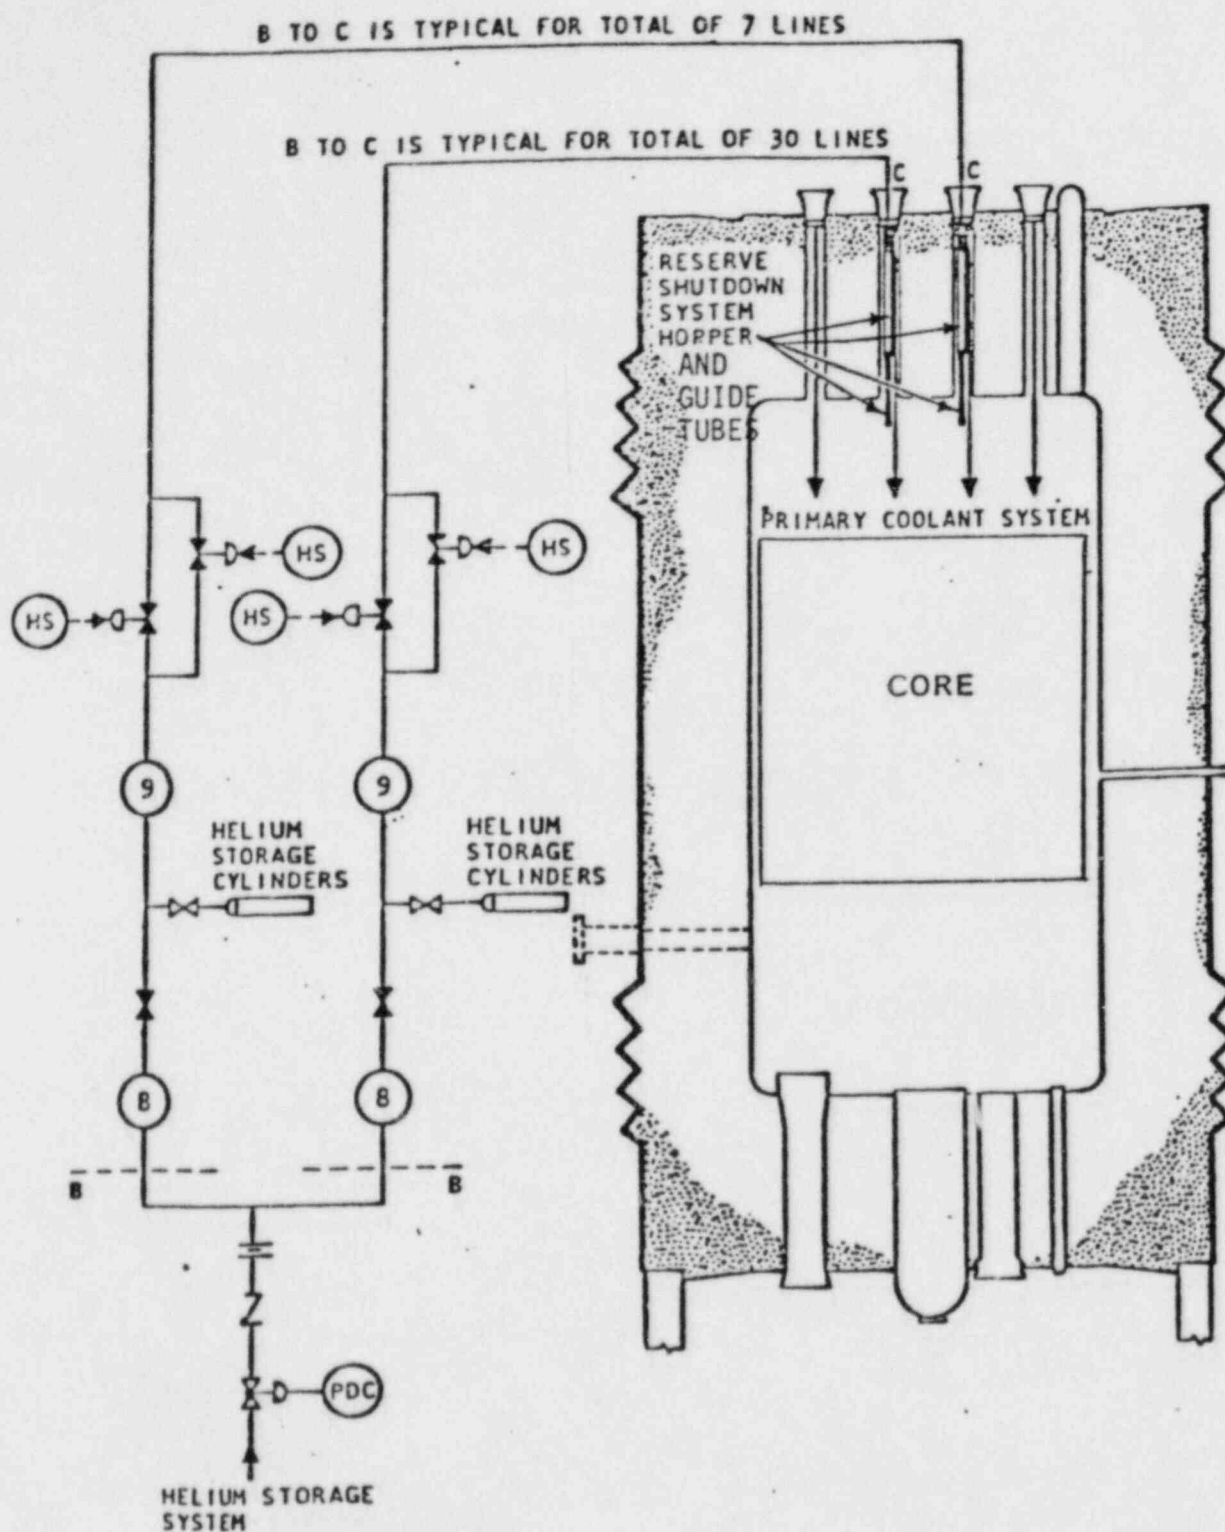 B TO C IS TYPICAL FOR TOTAL OF 7 LINES
B TO C IS TYPICAL FOR TOTAL OF 30 LINES
C
C
RESERVE
SHUTDOWN
SYSTEM
HOPPER
AND
GUIDE
TUBES
PRIMARY COOLANT SYSTEM
HS
HS
HS
HS
CORE
9
9
HELIUM
STORAGE
CYLINDERS
HELIUM
STORAGE
CYLINDERS
8
8
B
B
PDC
HELIUM STORAGE
SYSTEM